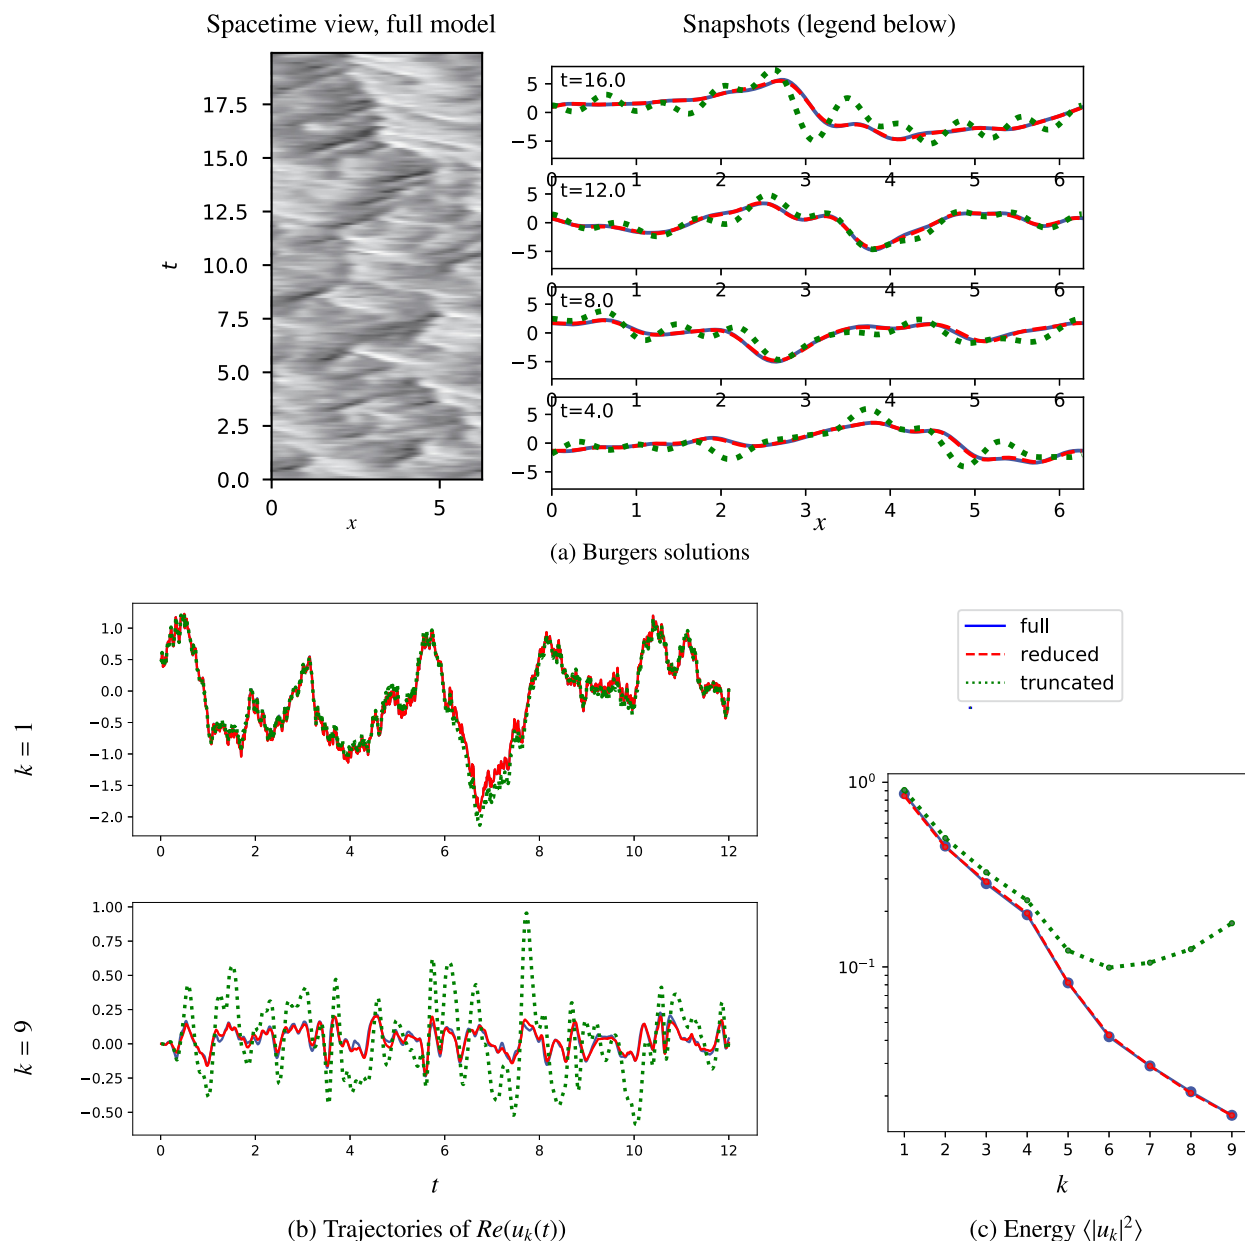 Spacetime view, full model
Snapshots (legend below)
17.5
15.0
12.5
10.0
7.5
5.0
2.5
0.0
t
0 5
x
t=16.0
5
0
−5
0 1 2 3 4 5 6
t=12.0
5
0
−5
0 1 2 3 4 5 6
t=8.0
5
0
−5
0 1 2 3 4 5 6
t=4.0
5
0
−5
0 1 2 3 4 5 6
x
(a) Burgers solutions
k = 1
1.0
0.5
0.0
−0.5
−1.0
−1.5
−2.0
0 2 4 6 8 10 12
k = 9
1.00
0.75
0.50
0.25
0.00
−0.25
−0.50
0 2 4 6 8 10 12
t
(b) Trajectories of Re(u_k(t))
full
reduced
truncated
10⁰
10⁻¹
1 2 3 4 5 6 7 8 9
k
(c) Energy ⟨|u_k|²⟩